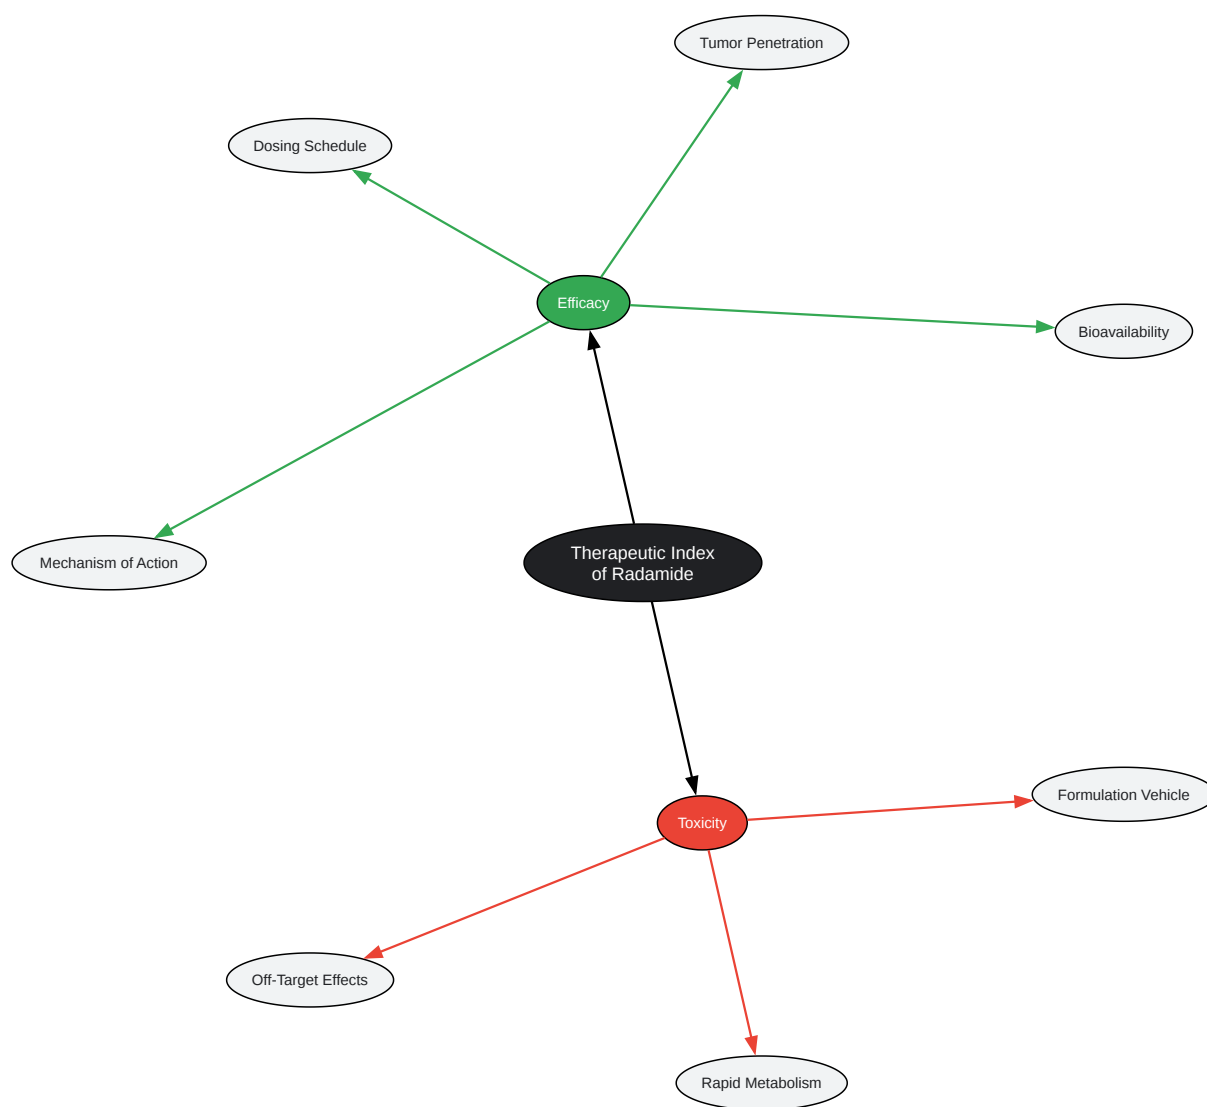 Tumor Penetration
Dosing Schedule
Efficacy
Bioavailability
Mechanism of Action
Therapeutic Index
of Radamide
Formulation Vehicle
Toxicity
Off-Target Effects
Rapid Metabolism